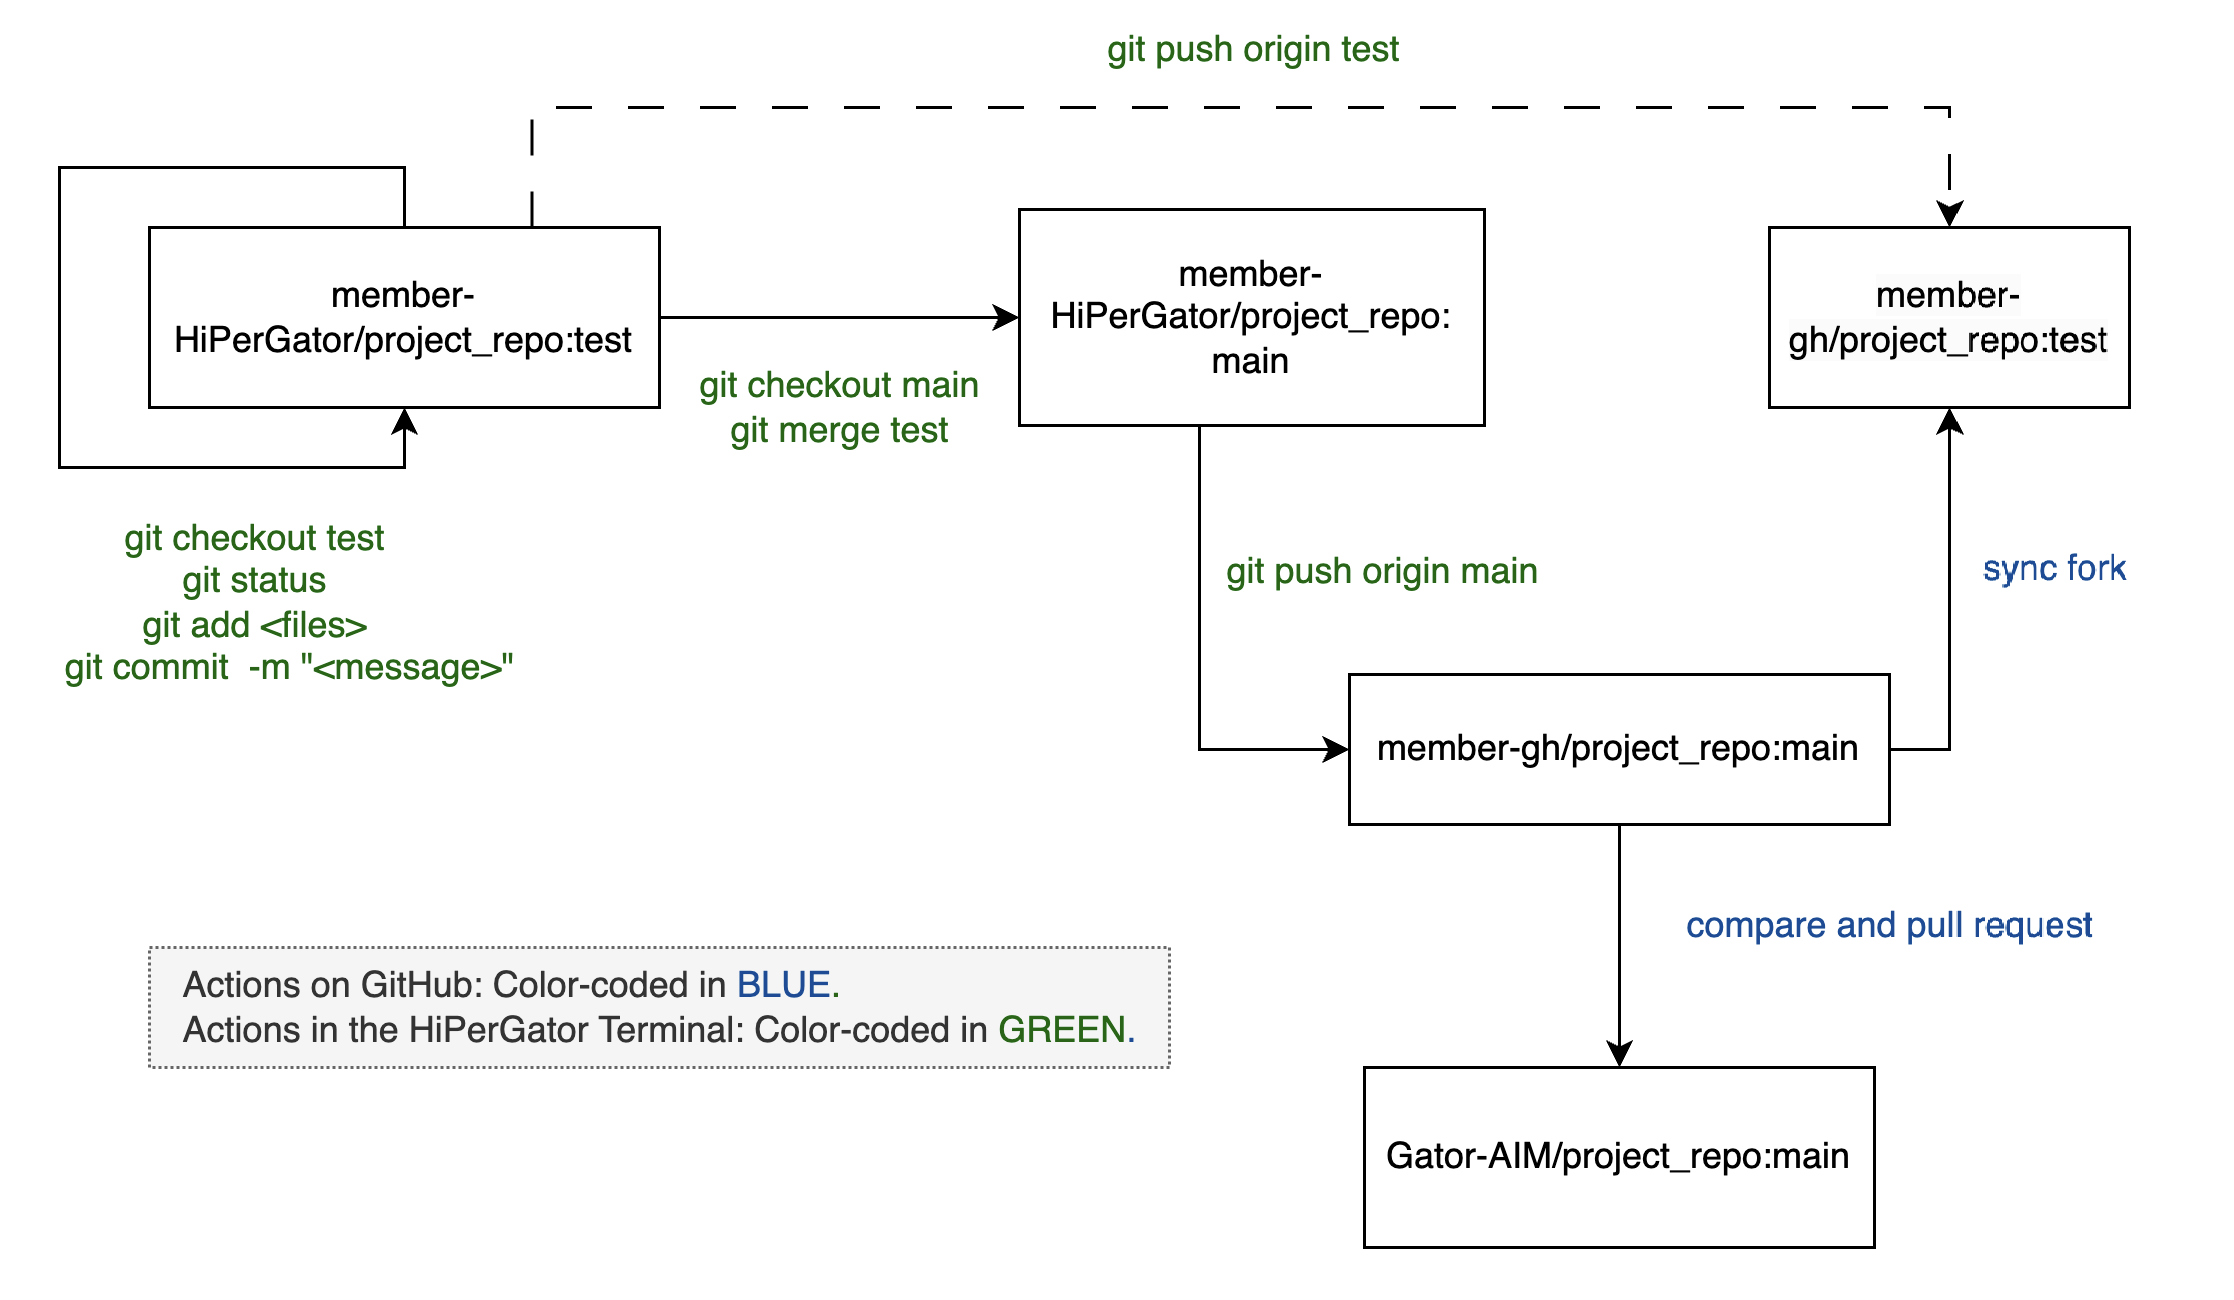 git push origin test
member-
HiPerGator/project_repo:test
member-
HiPerGator/project_repo:
main
member-
gh/project_repo:test
git checkout main
git merge test
git checkout test
git status
git add <files>
git commit  -m "<message>"
git push origin main
sync fork
member-gh/project_repo:main
compare and pull request
Actions on GitHub: Color-coded in BLUE.
Actions in the HiPerGator Terminal: Color-coded in GREEN.
Gator-AIM/project_repo:main